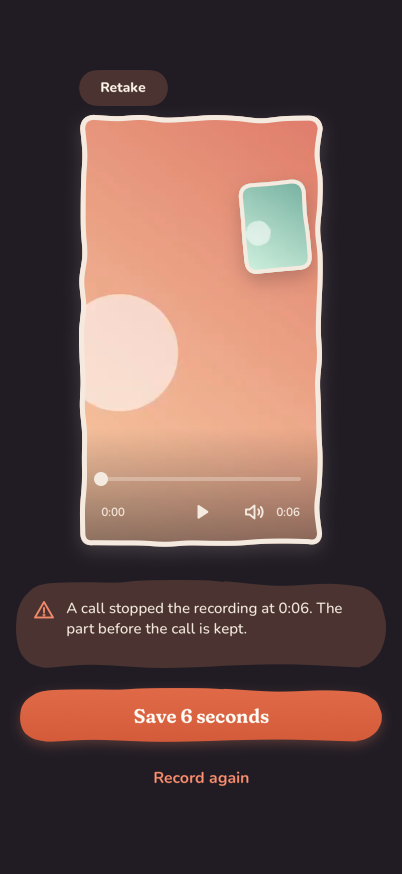 Retake
0:00
0:06
A call stopped the recording at 0:06. The
part before the call is kept.
Save 6 seconds
Record again